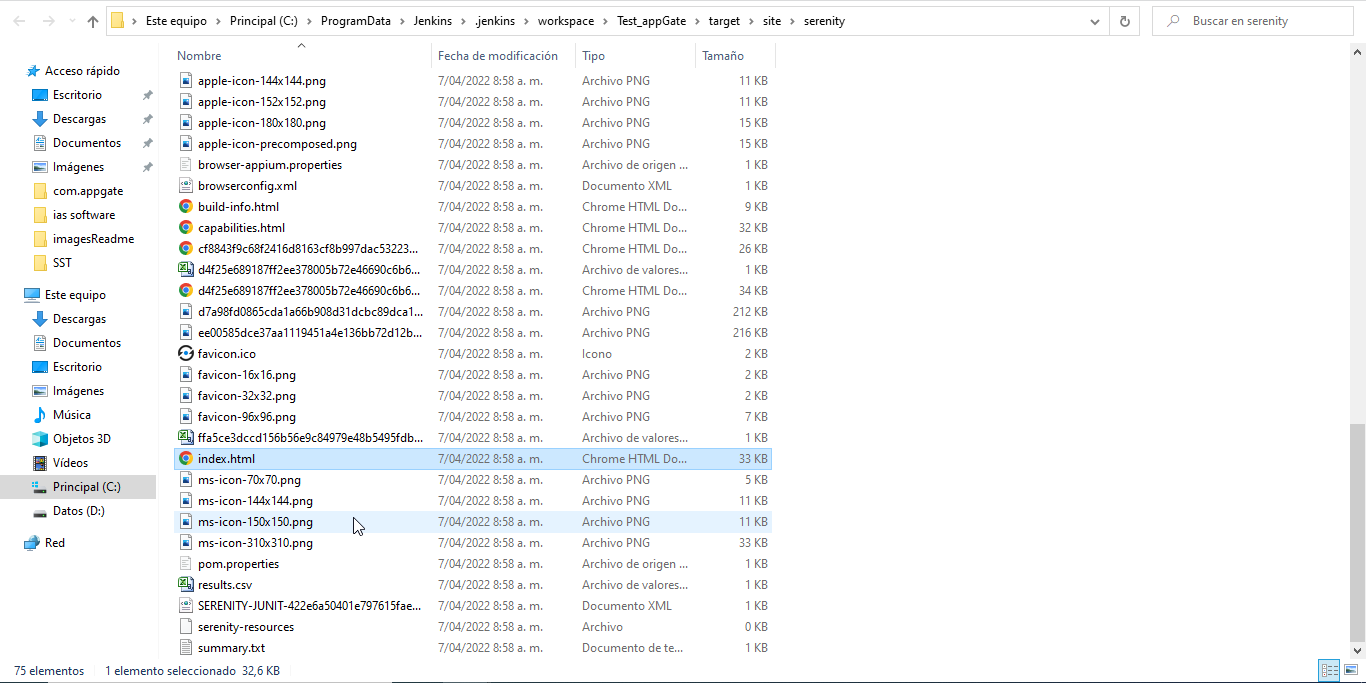 Este equipo > Principal (C:) > ProgramData > Jenkins > .jenkins > workspace > Test_appGate > target > site > serenity
Buscar en serenity
Acceso rápido
Escritorio
Descargas
Documentos
Imágenes
com.appgate
ias software
imagesReadme
SST
Este equipo
Descargas
Documentos
Escritorio
Imágenes
Música
Objetos 3D
Vídeos
Principal (C:)
Datos (D:)
Red
Nombre Fecha de modificación Tipo Tamaño
apple-icon-144x144.png 7/04/2022 8:58 a. m. Archivo PNG 11 KB
apple-icon-152x152.png 7/04/2022 8:58 a. m. Archivo PNG 11 KB
apple-icon-180x180.png 7/04/2022 8:58 a. m. Archivo PNG 15 KB
apple-icon-precomposed.png 7/04/2022 8:58 a. m. Archivo PNG 15 KB
browser-appium.properties 7/04/2022 8:58 a. m. Archivo de origen ... 1 KB
browserconfig.xml 7/04/2022 8:58 a. m. Documento XML 1 KB
build-info.html 7/04/2022 8:58 a. m. Chrome HTML Do... 9 KB
capabilities.html 7/04/2022 8:58 a. m. Chrome HTML Do... 32 KB
cf8843f9c68f2416d8163cf8b997dac53223... 7/04/2022 8:58 a. m. Chrome HTML Do... 26 KB
d4f25e689187ff2ee378005b72e46690c6b6... 7/04/2022 8:58 a. m. Archivo de valores... 1 KB
d4f25e689187ff2ee378005b72e46690c6b6... 7/04/2022 8:58 a. m. Chrome HTML Do... 34 KB
d7a98fd0865cda1a66b908d31dcbc89dca1... 7/04/2022 8:58 a. m. Archivo PNG 212 KB
ee00585dce37aa1119451a4e136bb72d12b... 7/04/2022 8:58 a. m. Archivo PNG 216 KB
favicon.ico 7/04/2022 8:58 a. m. Icono 2 KB
favicon-16x16.png 7/04/2022 8:58 a. m. Archivo PNG 2 KB
favicon-32x32.png 7/04/2022 8:58 a. m. Archivo PNG 2 KB
favicon-96x96.png 7/04/2022 8:58 a. m. Archivo PNG 7 KB
ffa5ce3dccd156b56e9c84979e48b5495fdb... 7/04/2022 8:58 a. m. Archivo de valores... 1 KB
index.html 7/04/2022 8:58 a. m. Chrome HTML Do... 33 KB
ms-icon-70x70.png 7/04/2022 8:58 a. m. Archivo PNG 5 KB
ms-icon-144x144.png 7/04/2022 8:58 a. m. Archivo PNG 11 KB
ms-icon-150x150.png 7/04/2022 8:58 a. m. Archivo PNG 11 KB
ms-icon-310x310.png 7/04/2022 8:58 a. m. Archivo PNG 33 KB
pom.properties 7/04/2022 8:58 a. m. Archivo de origen ... 1 KB
results.csv 7/04/2022 8:58 a. m. Archivo de valores... 1 KB
SERENITY-JUNIT-422e6a50401e797615fae... 7/04/2022 8:58 a. m. Documento XML 1 KB
serenity-resources 7/04/2022 8:58 a. m. Archivo 0 KB
summary.txt 7/04/2022 8:58 a. m. Documento de te... 1 KB
75 elementos 1 elemento seleccionado 32,6 KB